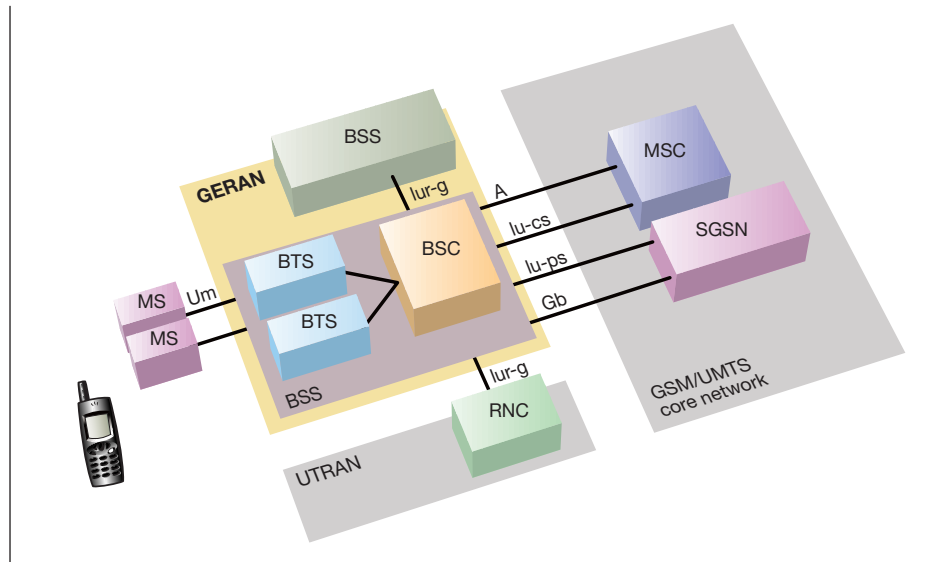 BSS
MSC
GERAN
Iur-g
A
Iu-cs
SGSN
BSC
BTS
Iu-ps
MS
Um
Gb
BTS
MS
BSS
Iur-g
GSM/UMTS
core network
RNC
UTRAN